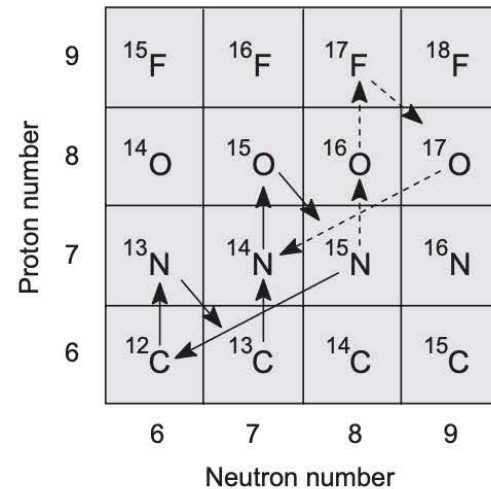 9 ¹⁵F ¹⁶F ¹⁷F ¹⁸F
8 ¹⁴O ¹⁵O ¹⁶O ¹⁷O
7 ¹³N ¹⁴N ¹⁵N ¹⁶N
6 ¹²C ¹³C ¹⁴C ¹⁵C
6 7 8 9
Proton number
Neutron number